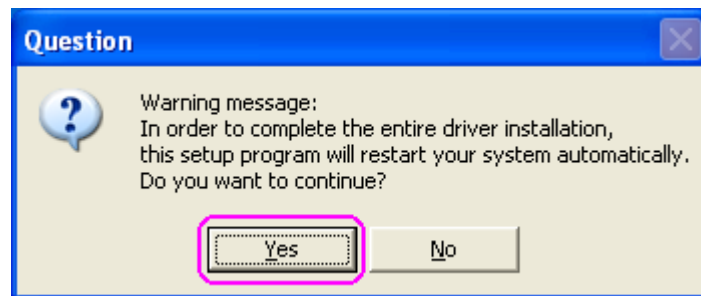 Question
Warning message:
In order to complete the entire driver installation,
this setup program will restart your system automatically.
Do you want to continue?
Yes No